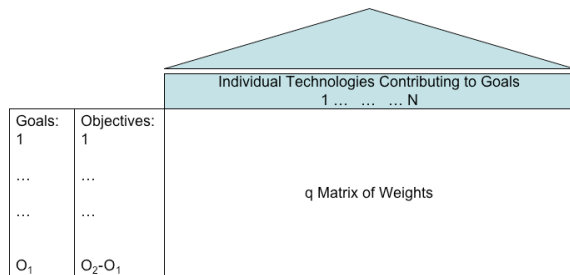 Individual Technologies Contributing to Goals
1 … … … N
Goals: Objectives:
1 1
… …
q Matrix of Weights
… …
O₁ O₂-O₁